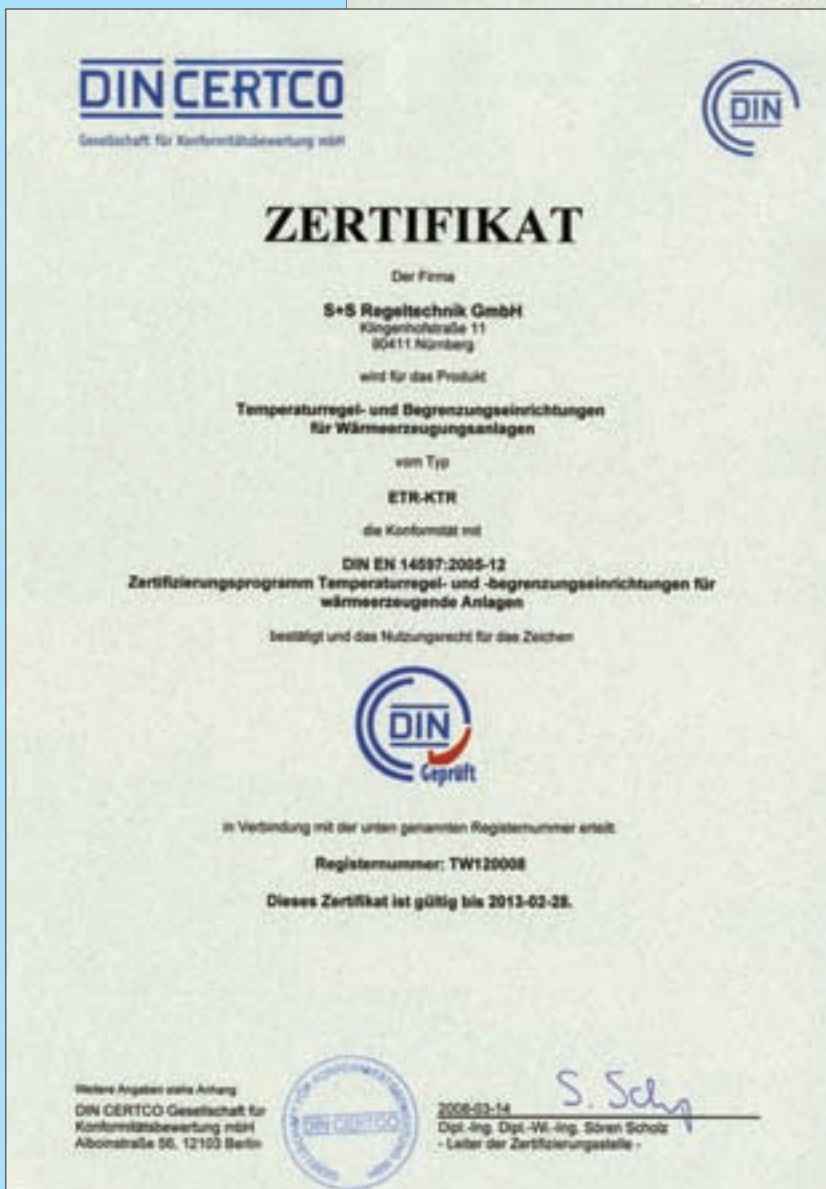 DIN CERTCO
Gesellschaft für Konformitätsbewertung mbH
DIN
ZERTIFIKAT
Der Firma
S+S Regeltechnik GmbH
Klingenhofstraße 11
90411 Nürnberg
wird für das Produkt
Temperaturregel- und Begrenzungseinrichtungen
für Wärmeerzeugungsanlagen
vom Typ
ETR-KTR
die Konformität mit
DIN EN 14597:2005-12
Zertifizierungsprogramm Temperaturregel- und -begrenzungseinrichtungen für
wärmeerzeugende Anlagen
bestätigt und das Nutzungsrecht für das Zeichen
DIN
Geprüft
in Verbindung mit der unten genannten Registernummer erteilt.
Registernummer: TW120008
Dieses Zertifikat ist gültig bis 2013-02-28.
Weitere Angaben siehe Anhang
DIN CERTCO Gesellschaft für
Konformitätsbewertung mbH
Alboinstraße 56, 12103 Berlin
DIN CERTCO
2008-03-14
Dipl.-Ing. Dipl.-Wi.-Ing. Sören Scholz
- Leiter der Zertifizierungsstelle -